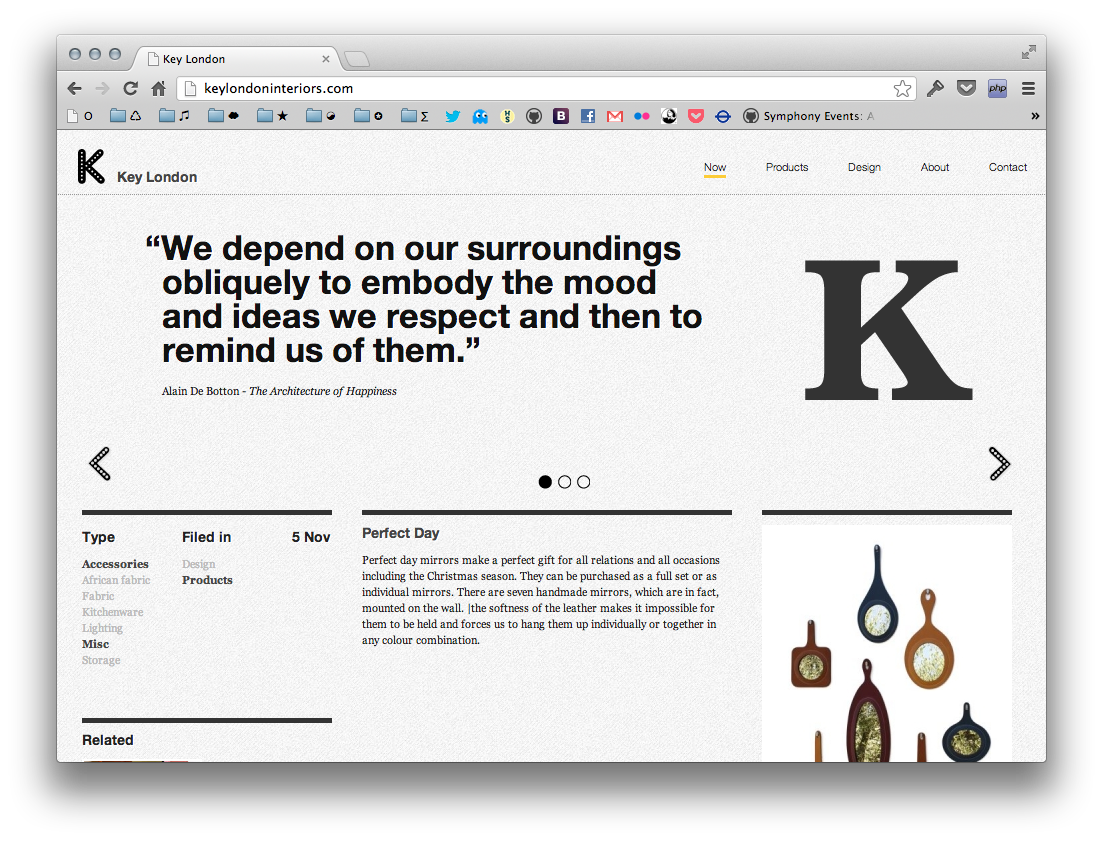 Key London
keylondoninteriors.com
php
O
Σ
H
S
B
Symphony Events: A
»
K Key London
Now Products Design About Contact
“We depend on our surroundings
obliquely to embody the mood
and ideas we respect and then to
remind us of them.”
Alain De Botton - The Architecture of Happiness
K
Type Filed in 5 Nov
Accessories Design
African fabric Products
Fabric
Kitchenware
Lighting
Misc
Storage
Perfect Day
Perfect day mirrors make a perfect gift for all relations and all occasions
including the Christmas season. They can be purchased as a full set or as
individual mirrors. There are seven handmade mirrors, which are in fact,
mounted on the wall. |the softness of the leather makes it impossible for
them to be held and forces us to hang them up individually or together in
any colour combination.
Related